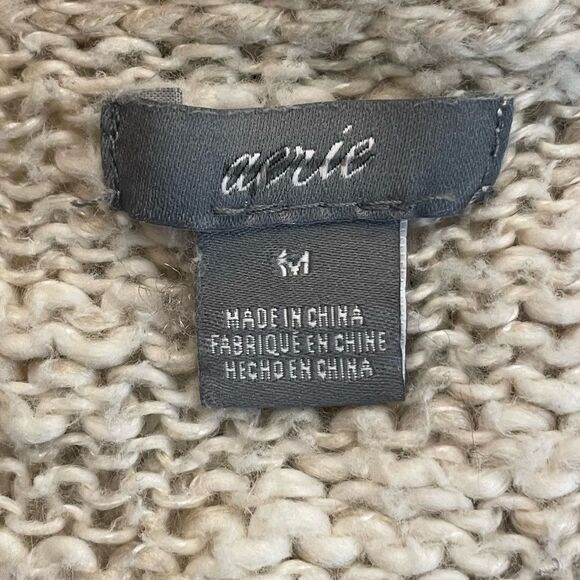 aerie
M
MADE IN CHINA
FABRIQUÉ EN CHINE
HECHO EN CHINA